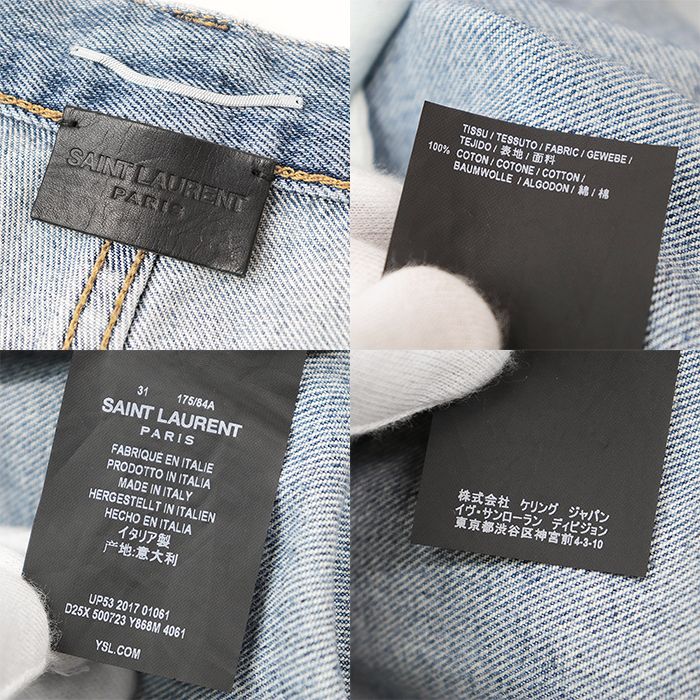 SAINT LAURENT
PARIS
TISSU / TESSUTO / FABRIC / GEWEBE /
TEJIDO / 表地 / 面料
100% COTON / COTONE / COTTON /
BAUMWOLLE / ALGODON / 綿 / 棉
31 175/84A
SAINT LAURENT
PARIS
FABRIQUE EN ITALIE
PRODOTTO IN ITALIA
MADE IN ITALY
HERGESTELLT IN ITALIEN
HECHO EN ITALIA
イタリア製
产地:意大利
UP53 2017 01061
D25X 500723 Y868M 4061
YSL.COM
株式会社 ケリング ジャパン
イヴ・サンローラン ディビジョン
東京都渋谷区神宮前4-3-10